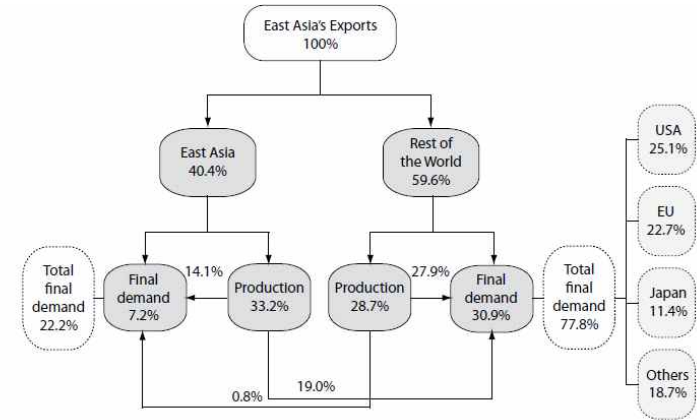 East Asia's Exports
100%
East Asia
40.4%
Rest of
the World
59.6%
USA
25.1%
EU
22.7%
Total
final
demand
22.2%
Final
demand
7.2%
14.1%
Production
33.2%
Production
28.7%
27.9%
Final
demand
30.9%
Total
final
demand
77.8%
Japan
11.4%
0.8%
19.0%
Others
18.7%